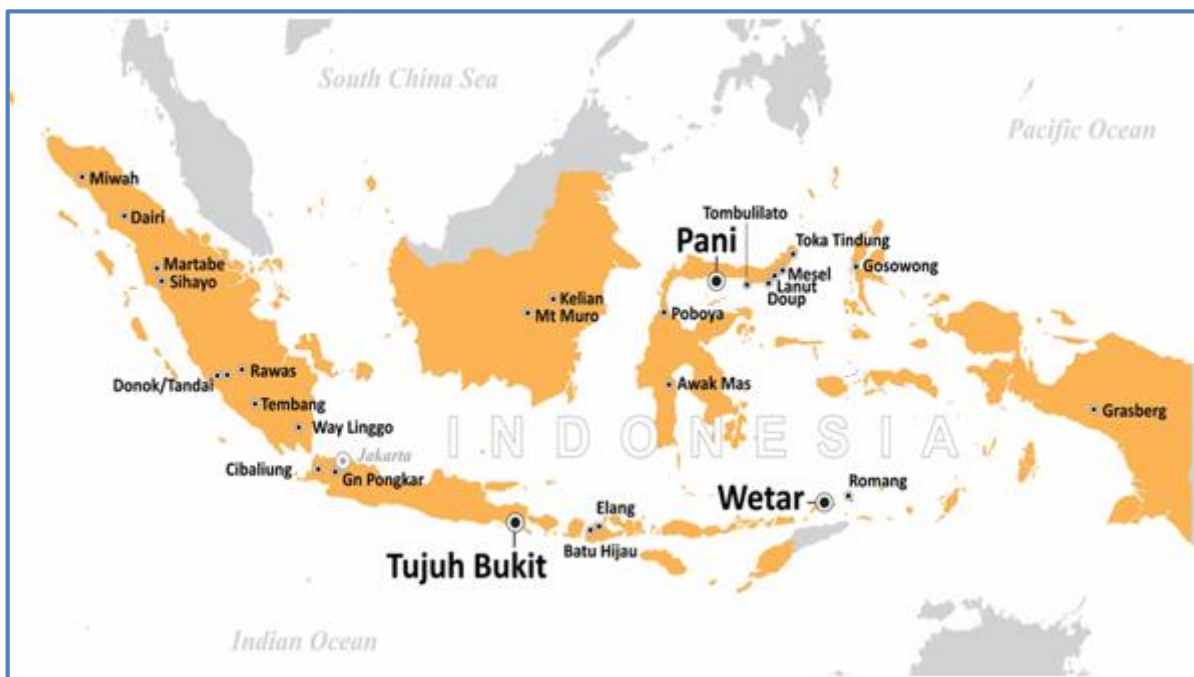 South China Sea
Pacific Ocean
Miwah
Dairi
Martabe
Sihayo
Tombulilato
Pani
Toka Tindung
Mesel
Lanut
Doup
Gosowong
Kelian
Mt Muro
Poboya
Donok/Tandai
Rawas
Tembang
Awak Mas
Grasberg
Way Linggo
INDONESIA
Jakarta
Cibaliung
Gn Pongkar
Wetar
Romang
Elang
Batu Hijau
Tujuh Bukit
Indian Ocean